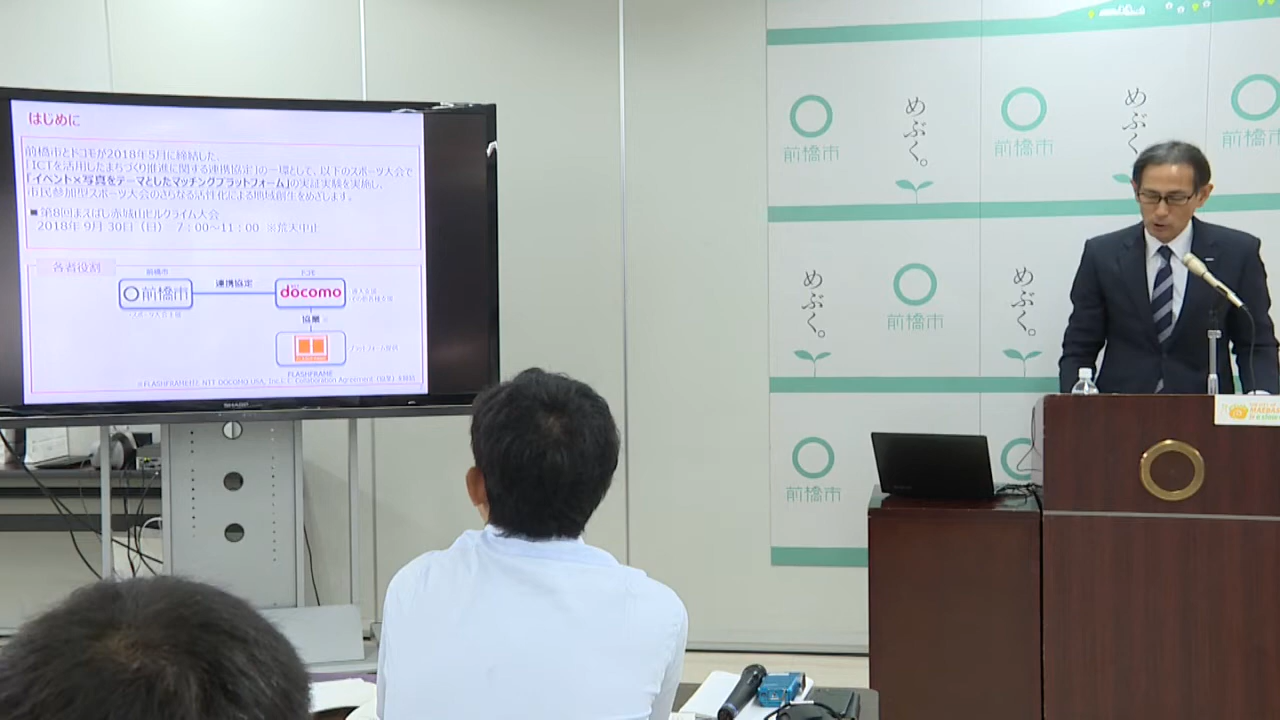 はじめに
前橋市とドコモが2018年5月に締結した、
「ICTを活用したまちづくり推進に関する連携協定」の一環として、以下のスポーツ大会で
「イベント×写真をテーマとしたマッチングプラットフォーム」の実証実験を実施し、
市民参加型スポーツ大会のさらなる活性化による地域創生をめざします。
■ 第8回まえばし赤城山ヒルクライム大会
2018年 9月 30日（日） 7：00～11：00 ※荒天中止
各者役割
前橋市
連携協定
ドコモ
前橋市
döcomo
協業
FLASHFRAME
SHARP
前橋市
めぶく。
前橋市
めぶく。
前橋市
めぶく。
前橋市
めぶく。
前橋市